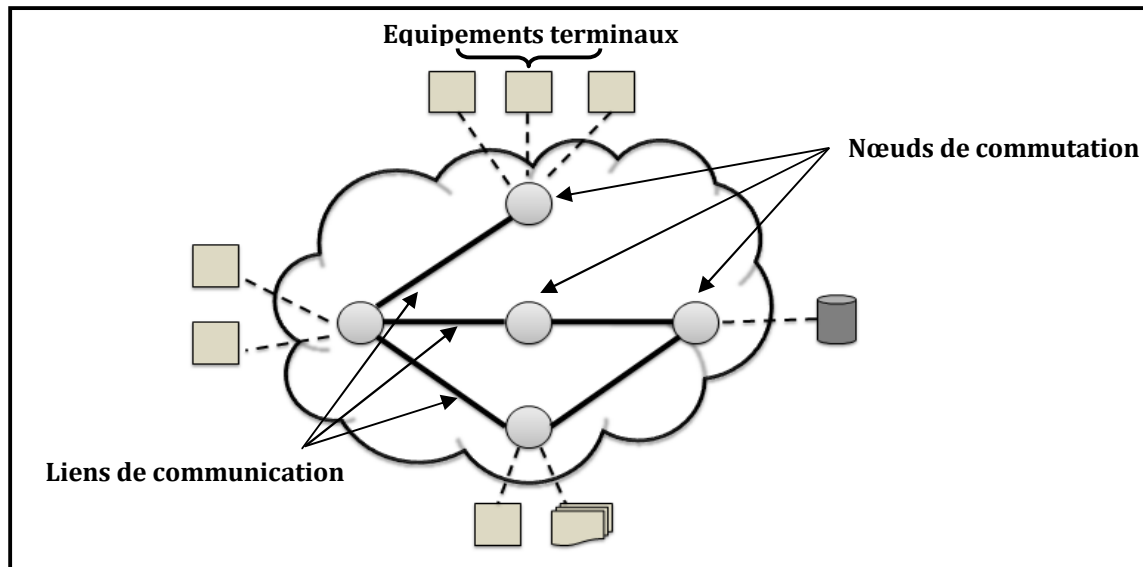 Equipements terminaux
Nœuds de commutation
Liens de communication